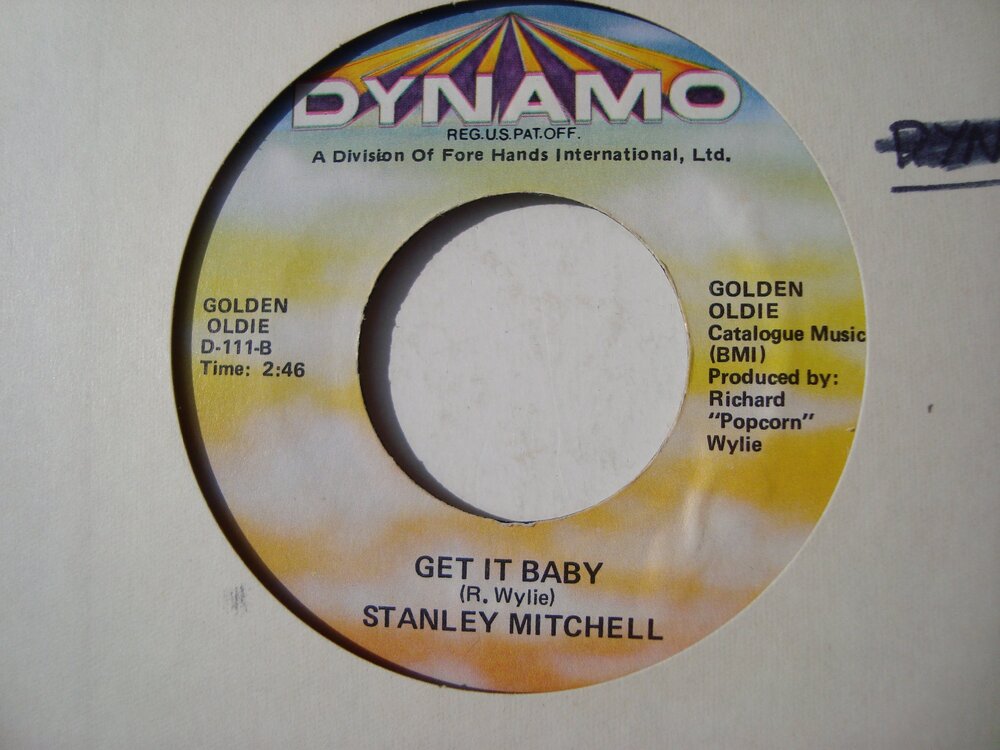 DYNAMO
REG.U.S.PAT.OFF.
A Division Of Fore Hands International, Ltd.
GOLDEN
OLDIE
D-111-B
Time: 2:46
GOLDEN
OLDIE
Catalogue Music
(BMI)
Produced by:
Richard
"Popcorn"
Wylie
GET IT BABY
(R. Wylie)
STANLEY MITCHELL